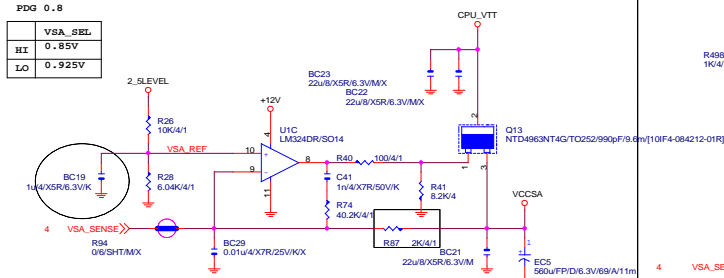 PDG 0.8
VSA_SEL
HI 0.85V
LO 0.925V
CPU_VTT
BC23
22u/8/X5R/6.3V/M/X
BC22
22u/8/X5R/6.3V/M/X
R498
1K/4/
2_5LEVEL
+12V
R26
10K/4/1
U1C
LM324DR/SO14
2
Q13
NTD4963NT4G/TO252/990pF/9.6m/[10IF4-084212-01R]
VSA_REF
4
10
+
9
-
8
11
R40
100/4/1
1
3
BC19
1u/4/X5R/6.3V/K
R28
6.04K/4/1
C41
1n/4/X7R/50V/K
R41
8.2K/4
VCCSA
R74
40.2K/4/1
4 VSA_SENSE
R94
0/6/SHT/M/X
BC29
0.01u/4/X7R/25V/K/X
R87 2K/4/1
BC21
22u/8/X5R/6.3V/M
1
EC5
560u/FP/D/6.3V/69/A/11m
4 VSA_SE